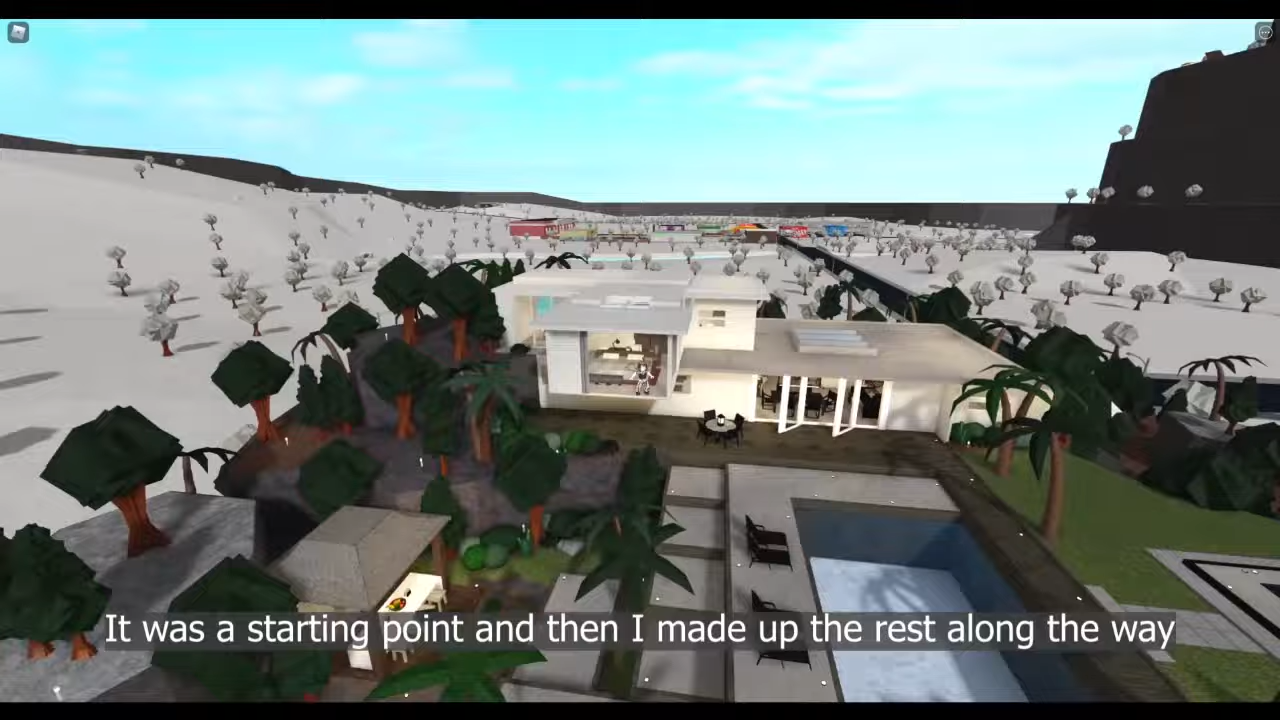 It was a starting point and then I made up the rest along the way